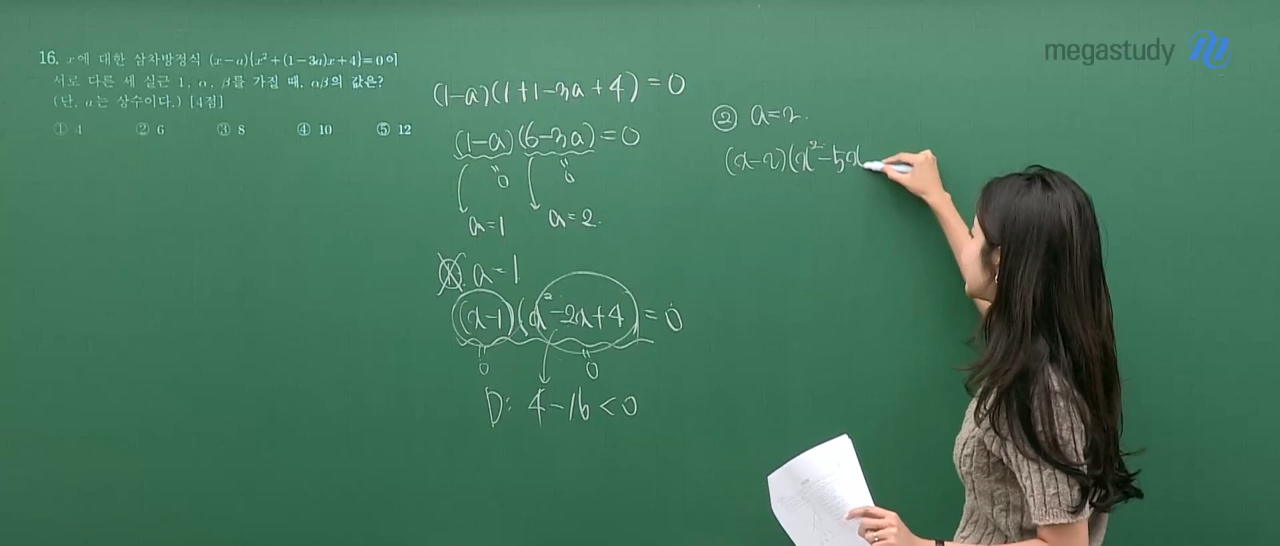 16. x에 대한 삼차방정식 (x-a){x²+(1-3a)x+4}=0이
서로 다른 세 실근 1, α, β를 가질 때, αβ의 값은?
(단, a는 상수이다.) [4점]
① 4 ② 6 ③ 8 ④ 10 ⑤ 12
(1-a)(1+1-3a+4)=0
(1-a)(6-3a)=0
0 0
a=1 a=2.
①. a=1
(x-1)(x²-2x+4)=0
0 0
D: 4-16<0
② a=2.
(x-2)(x²-5x
megastudy